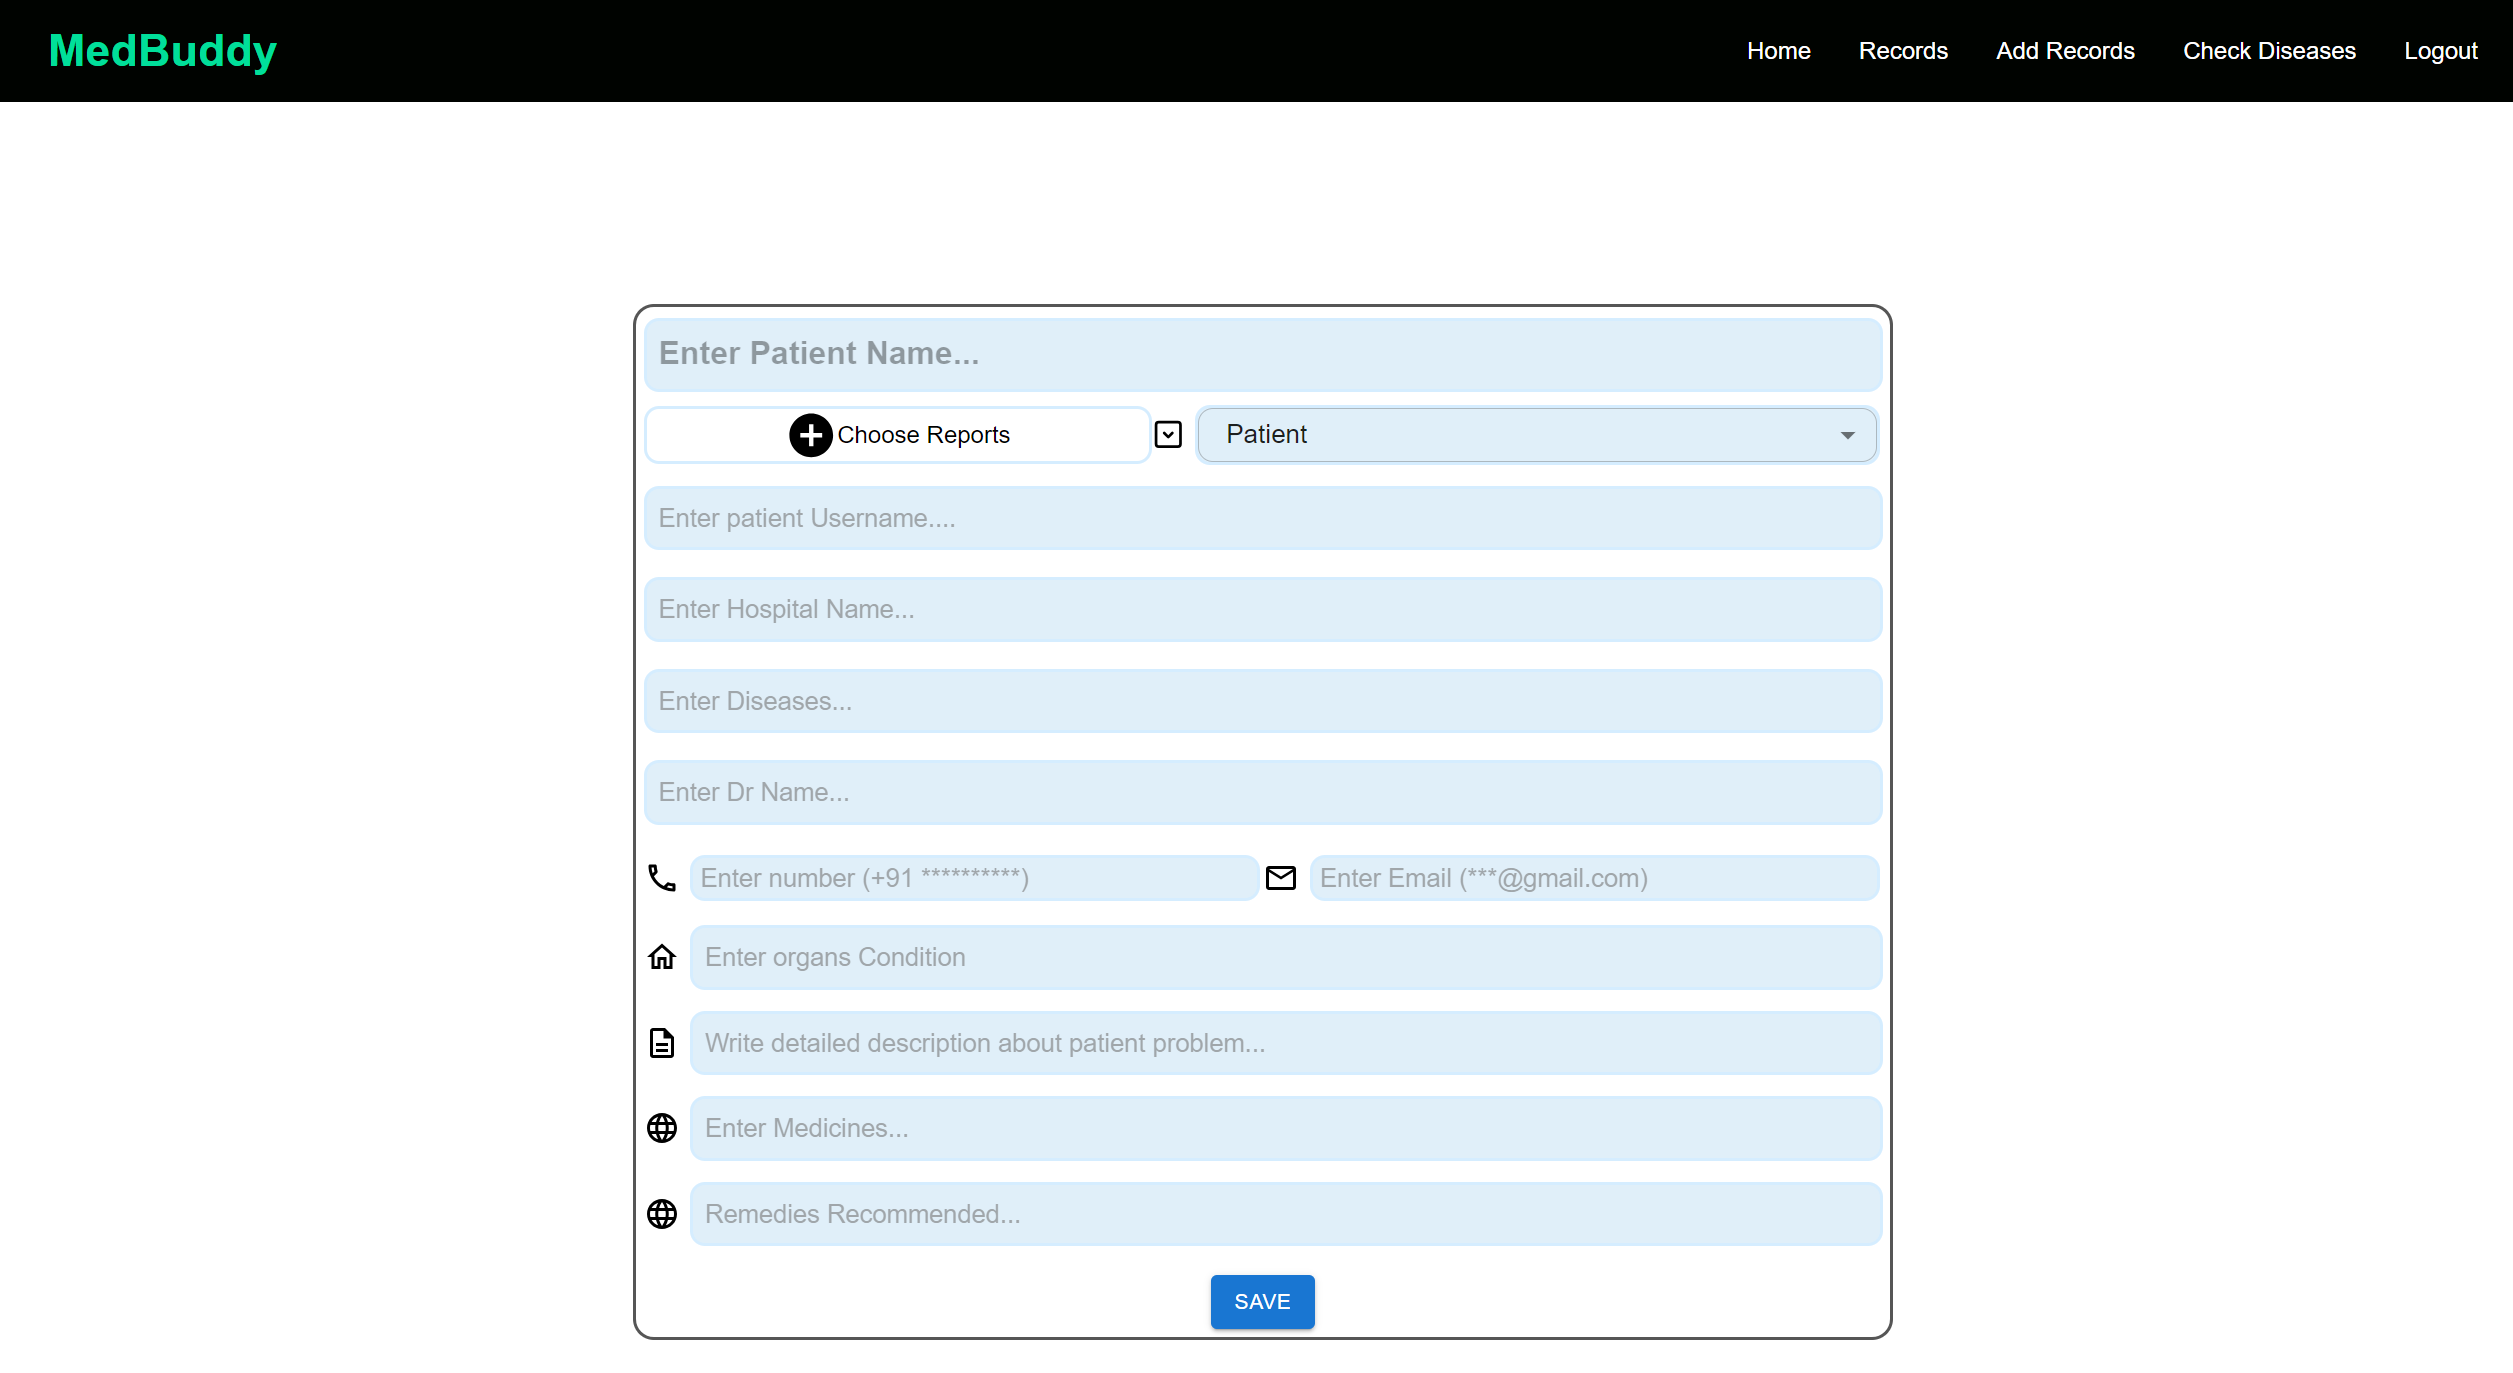 MedBuddy
Home Records Add Records Check Diseases Logout
Enter Patient Name...
Choose Reports Patient
Enter patient Username....
Enter Hospital Name...
Enter Diseases...
Enter Dr Name...
Enter number (+91 **********) Enter Email (***@gmail.com)
Enter organs Condition
Write detailed description about patient problem...
Enter Medicines...
Remedies Recommended...
SAVE